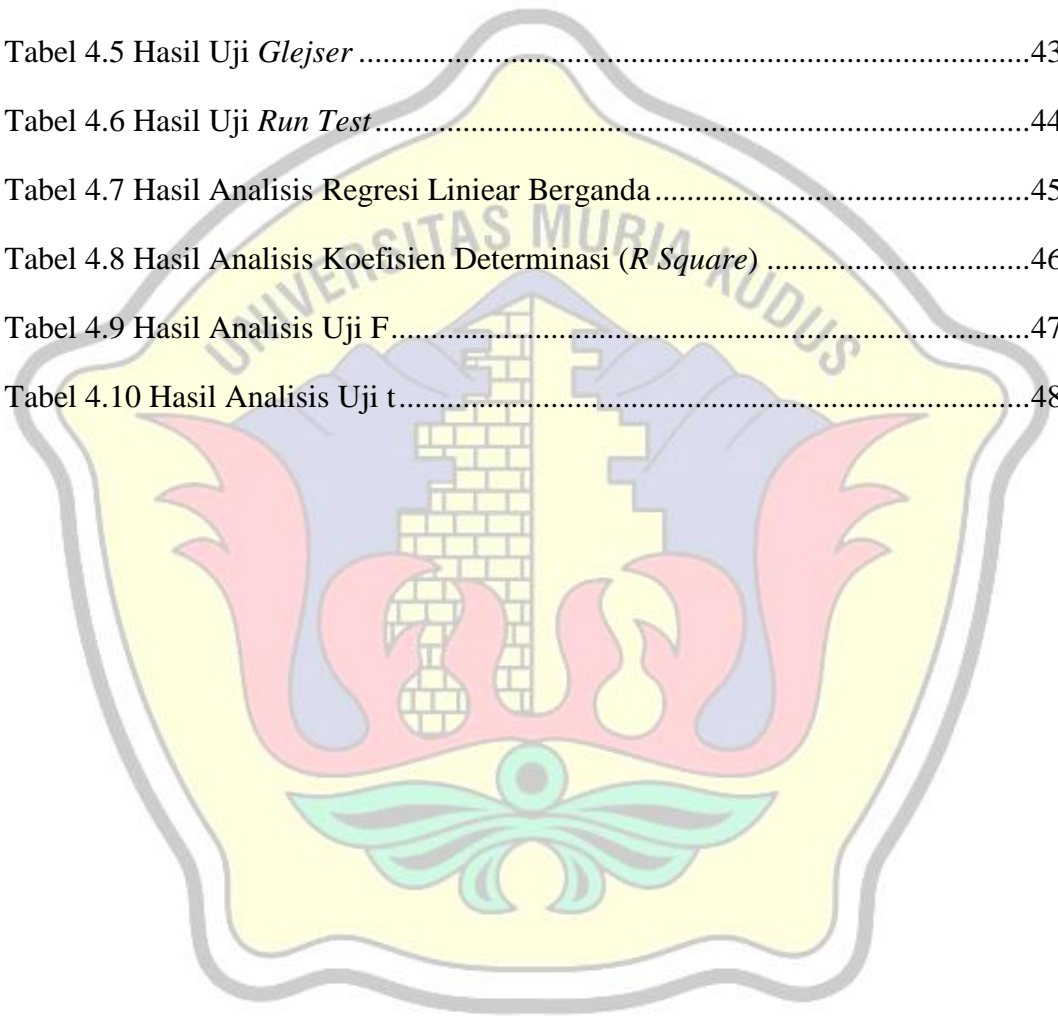 Tabel 4.5 Hasil Uji Glejser ....................................................................................43
Tabel 4.6 Hasil Uji Run Test..................................................................................44
Tabel 4.7 Hasil Analisis Regresi Liniear Berganda...............................................45
Tabel 4.8 Hasil Analisis Koefisien Determinasi (R Square) .................................46
Tabel 4.9 Hasil Analisis Uji F................................................................................47
Tabel 4.10 Hasil Analisis Uji t...............................................................................48
UNIVERSITAS MURIA KUDUS